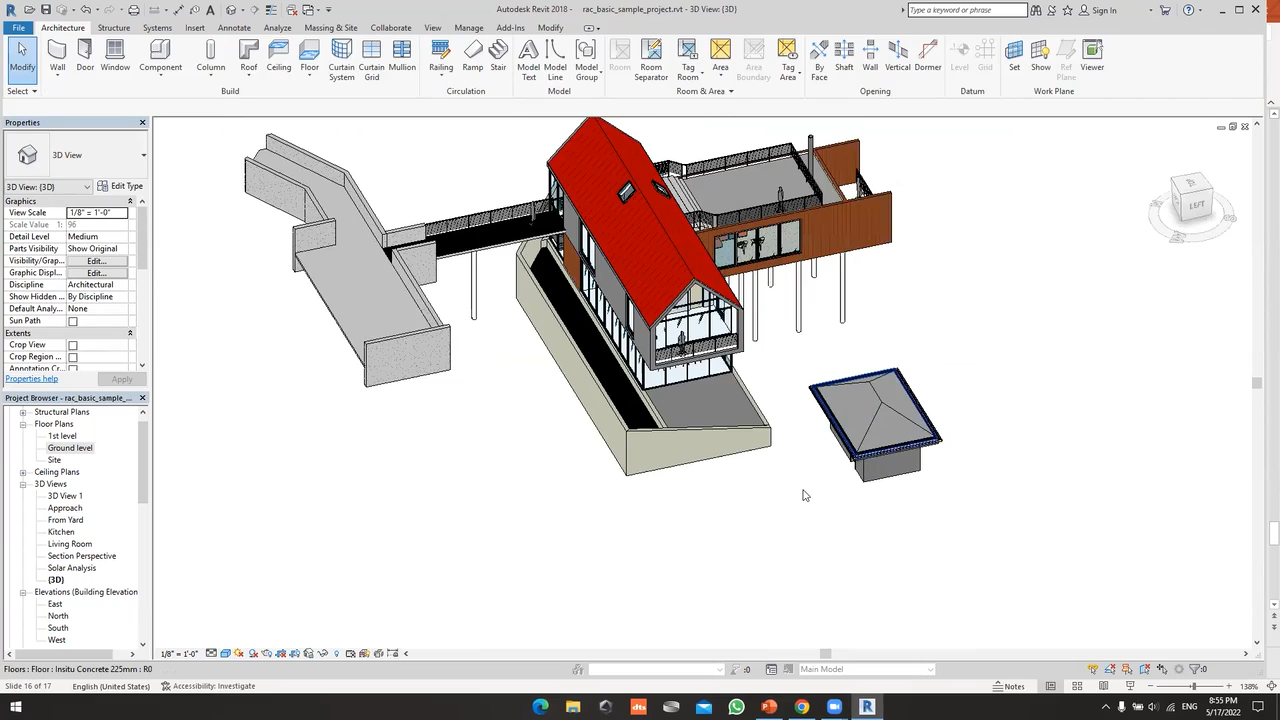 Autodesk Revit 2018 - rac_basic_sample_project.rvt - 3D View: {3D}
Type a keyword or phrase
Sign In
File Architecture Structure Systems Insert Annotate Analyze Massing & Site Collaborate View Manage Add-Ins Modify
Modify Wall Door Window Component Column Roof Ceiling Floor Curtain System Curtain Grid Mullion Railing Ramp Stair Model Text Model Line Model Group Room Room Separator Tag Room Area Area Boundary Tag Area By Face Shaft Wall Vertical Dormer Level Grid Set Show Ref Plane Viewer
Select Build Circulation Model Room & Area Opening Datum Work Plane
Properties
3D View
3D View: {3D} Edit Type
Graphics
View Scale 1/8" = 1'-0"
Scale Value 1: 96
Detail Level Medium
Parts Visibility Show Original
Visibility/Grap... Edit...
Graphic Displ... Edit...
Discipline Architectural
Show Hidden ... By Discipline
Default Analy... None
Sun Path
Extents
Crop View
Crop Region ...
Annotation Cr
Properties help Apply
Project Browser - rac_basic_sample_...
Structural Plans
Floor Plans
1st level
Ground level
Site
Ceiling Plans
3D Views
3D View 1
Approach
From Yard
Kitchen
Living Room
Section Perspective
Solar Analysis
{3D}
Elevations (Building Elevation
East
North
South
West
LEFT
1/8" = 1'-0"
Floors : Floor : Insitu Concrete 225mm : R0
:0 Main Model :0
Slide 16 of 17 English (United States) Accessibility: Investigate Notes 138%
dts
ENG 8:55 PM
5/17/2022